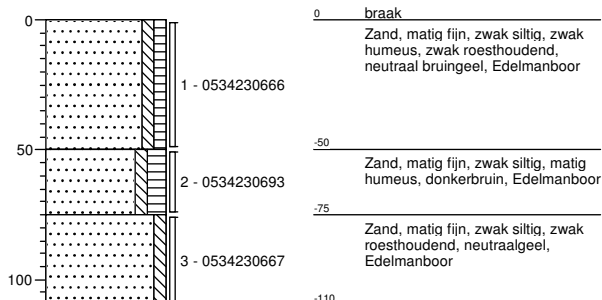 0
0
braak
Zand, matig fijn, zwak siltig, zwak
humeus, zwak roesthoudend,
neutraal bruingeel, Edelmanboor
1 - 0534230666
50
-50
Zand, matig fijn, zwak siltig, matig
humeus, donkerbruin, Edelmanboor
2 - 0534230693
-75
Zand, matig fijn, zwak siltig, zwak
roesthoudend, neutraalgeel,
Edelmanboor
3 - 0534230667
100
-110